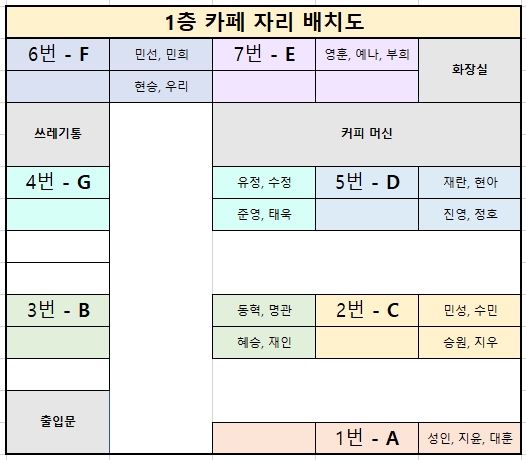 1층 카페 자리 배치도
6번 - F
민선, 민희
7번 - E
영훈, 예나, 부희
화장실
현승, 우리
쓰레기통
커피 머신
4번 - G
유정, 수정
5번 - D
재란, 현아
준영, 태욱
진영, 정호
3번 - B
동혁, 명관
2번 - C
민성, 수민
혜승, 재인
승원, 지우
출입문
1번 - A
성인, 지윤, 대훈